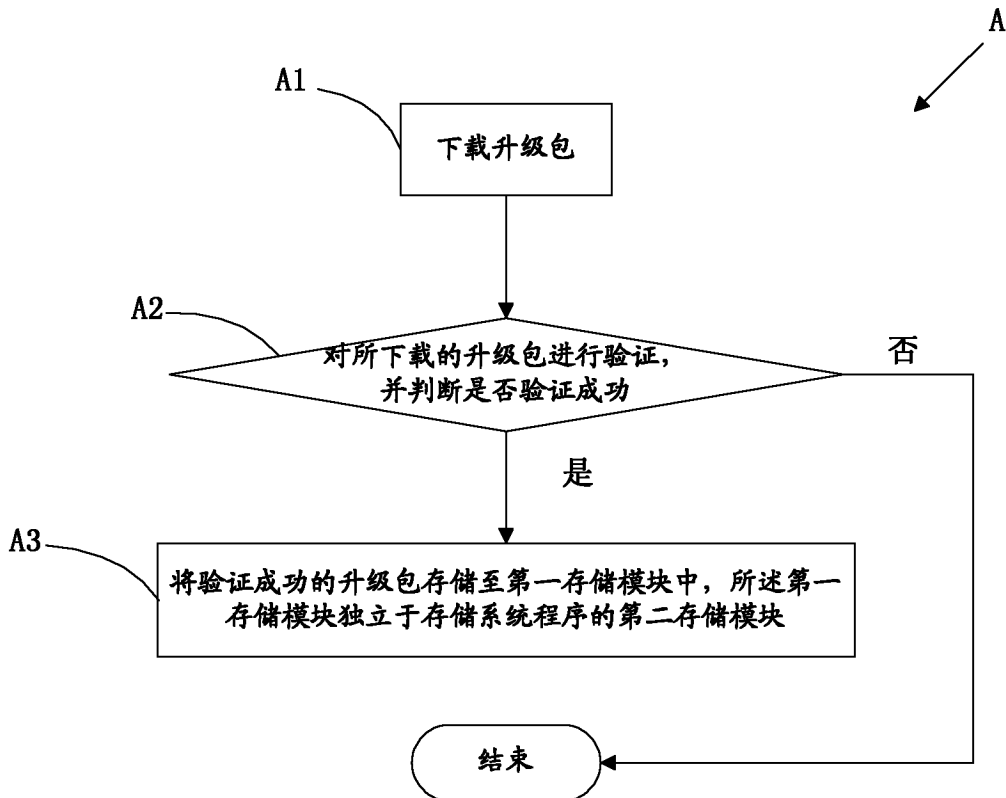 A
A1
下载升级包
A2
对所下载的升级包进行验证，
并判断是否验证成功
否
是
A3
将验证成功的升级包存储至第一存储模块中，所述第一
存储模块独立于存储系统程序的第二存储模块
结束